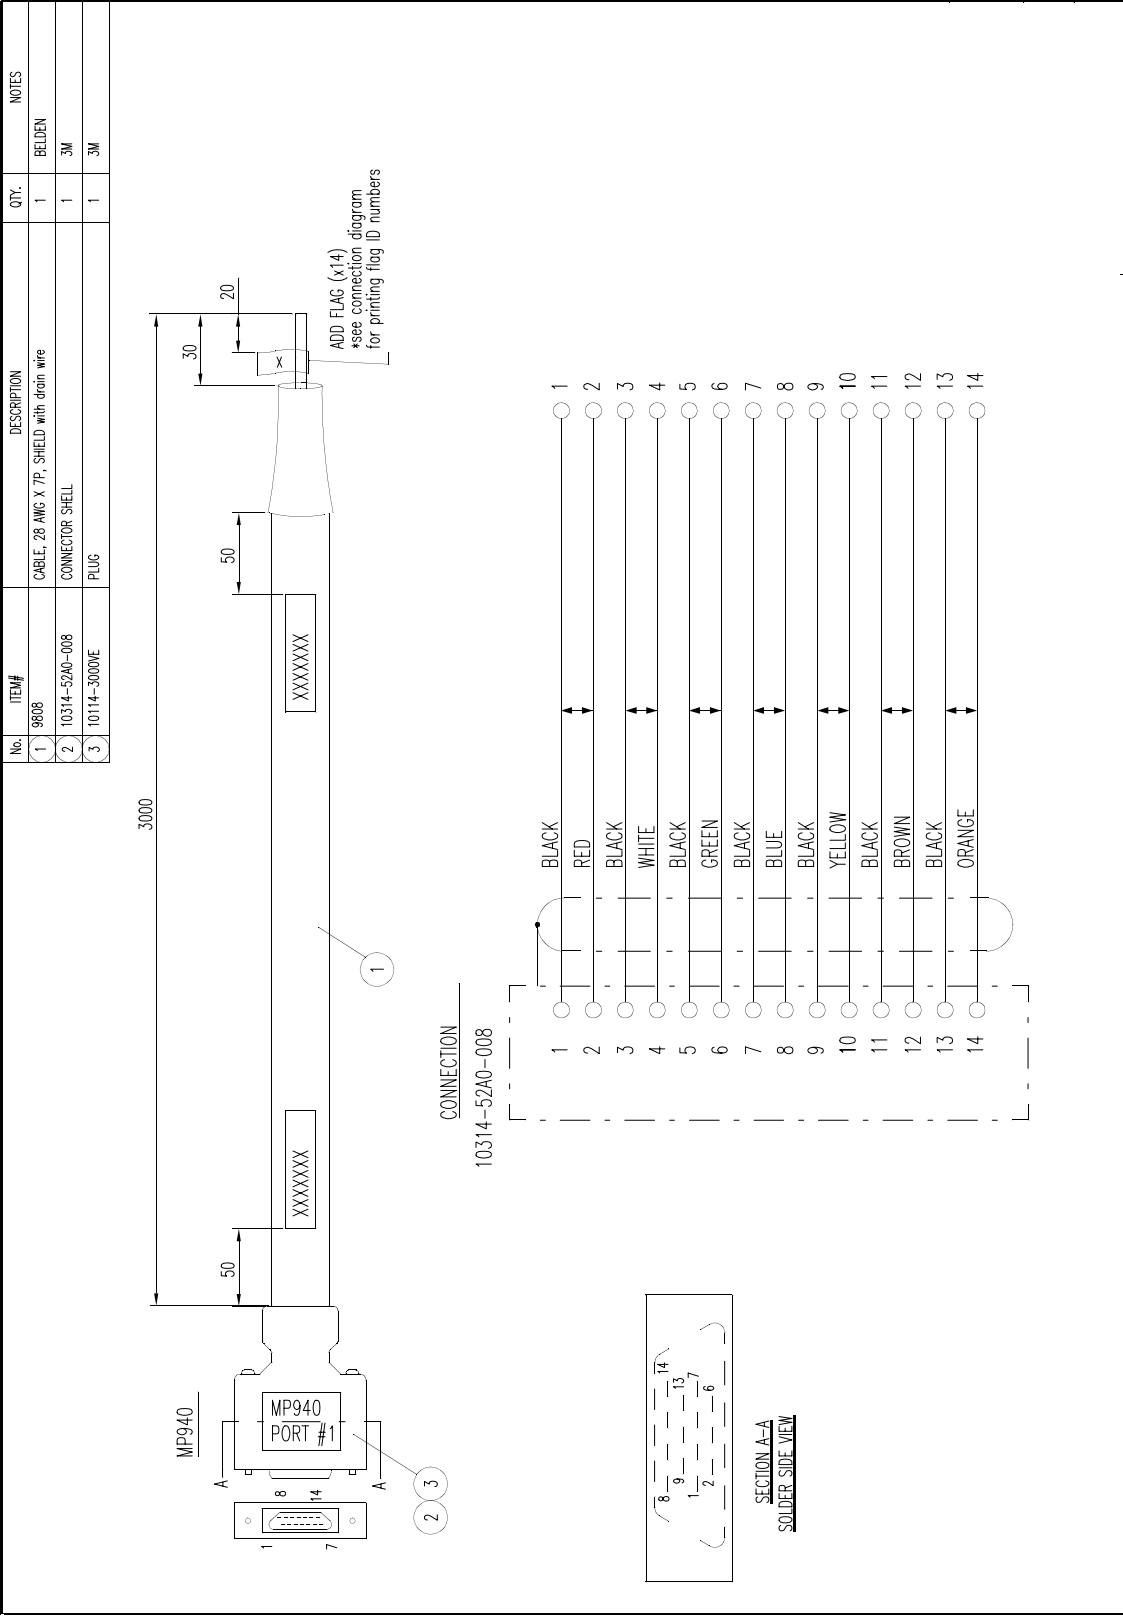 No. ITEM# DESCRIPTION QTY. NOTES
1 9808 CABLE, 28 AWG X 7P, SHIELD with drain wire 1 BELDEN
2 10314-52A0-008 CONNECTOR SHELL 1 3M
3 10114-3000VE PLUG 1 3M
3000
MP940
30
50
50
20
A
A
MP940
PORT #1
XXXXXXX
XXXXXXX
X
1
7
8
14
ADD FLAG (x14)
*see connection diagram
for printing flag ID numbers
1
2
3
CONNECTION
10314-52A0-008
1 BLACK 1
2 RED 2
3 BLACK 3
4 WHITE 4
5 BLACK 5
6 GREEN 6
7 BLACK 7
8 BLUE 8
9 BLACK 9
10 YELLOW 10
11 BLACK 11
12 BROWN 12
13 BLACK 13
14 ORANGE 14
8 14
9 13
1 7
2 6
SECTION A-A
SOLDER SIDE VIEW